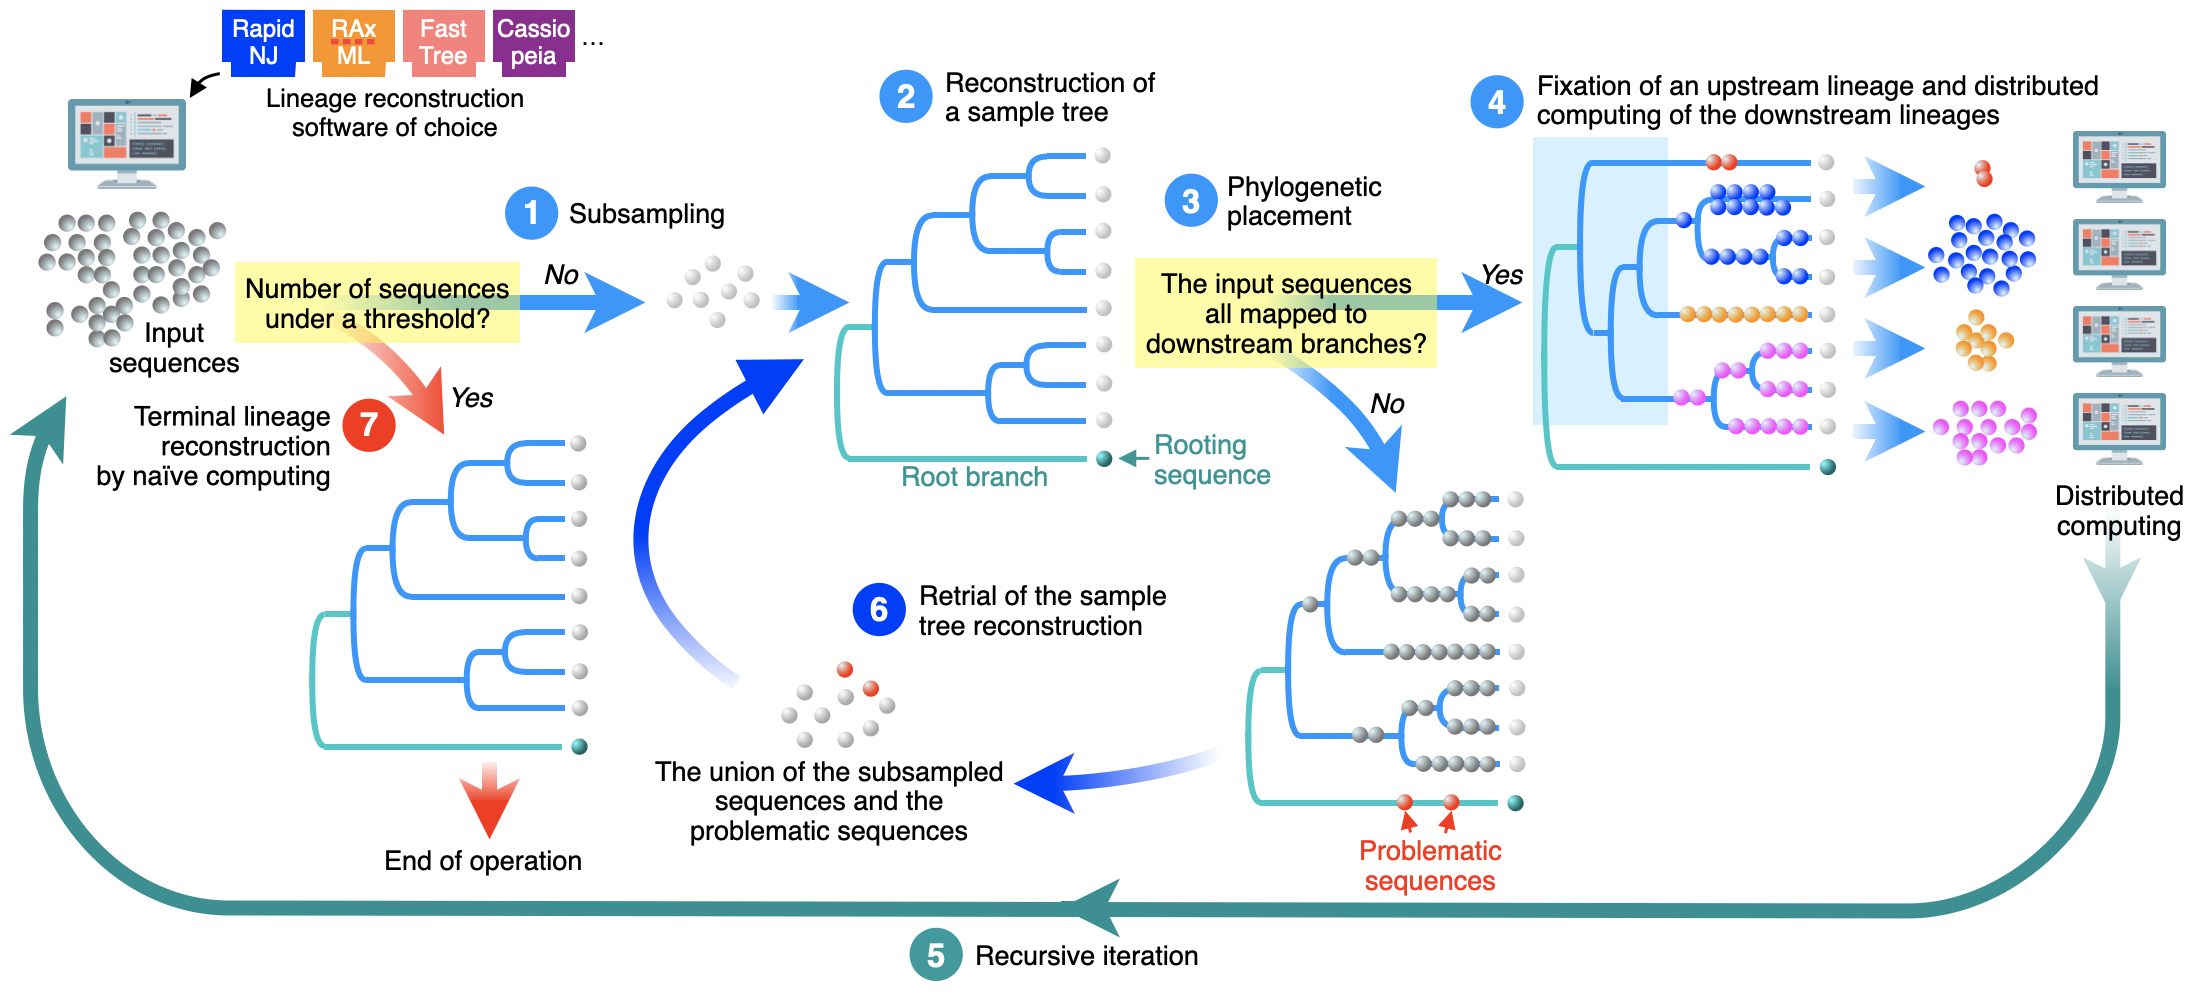 Rapid
NJ
RAx
ML
Fast
Tree
Cassio
peia
...
Lineage reconstruction
software of choice
Input
sequences
Number of sequences
under a threshold?
No
Yes
1
Subsampling
2
Reconstruction of
a sample tree
Root branch
Rooting
sequence
3
Phylogenetic
placement
The input sequences
all mapped to
downstream branches?
Yes
No
4
Fixation of an upstream lineage and distributed
computing of the downstream lineages
Distributed
computing
Terminal lineage
reconstruction
by naïve computing
7
End of operation
6
Retrial of the sample
tree reconstruction
The union of the subsampled
sequences and the
problematic sequences
Problematic
sequences
5
Recursive iteration